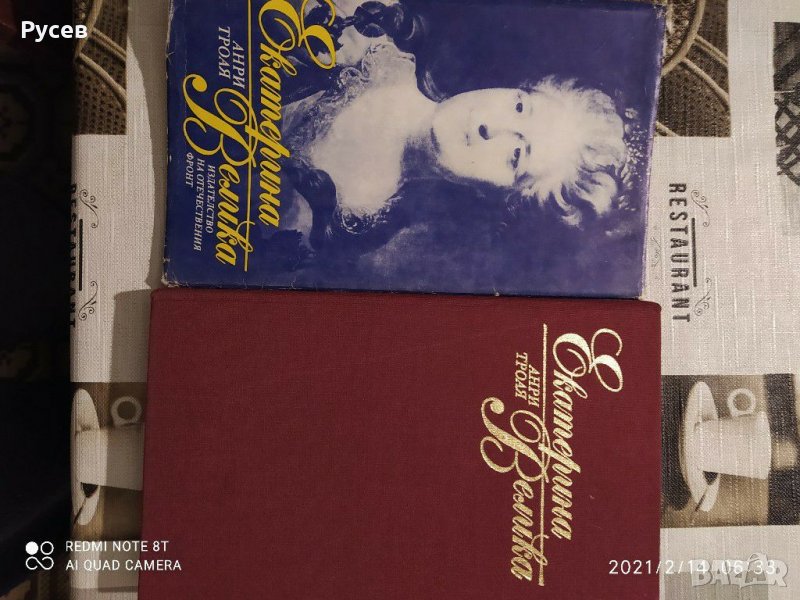 Русев
Екатерина
АНРИ
ТРОАЯ
Велика
ИЗДАТЕЛСТВО
НА ОТЕЧЕСТВЕНИЯ
ФРОНТ
Екатерина
АНРИ
ТРОАЯ
Велика
RESTAURANT
RESTAURANT
REDMI NOTE 8T
AI QUAD CAMERA
2021/2/14 06:33
BAZAR